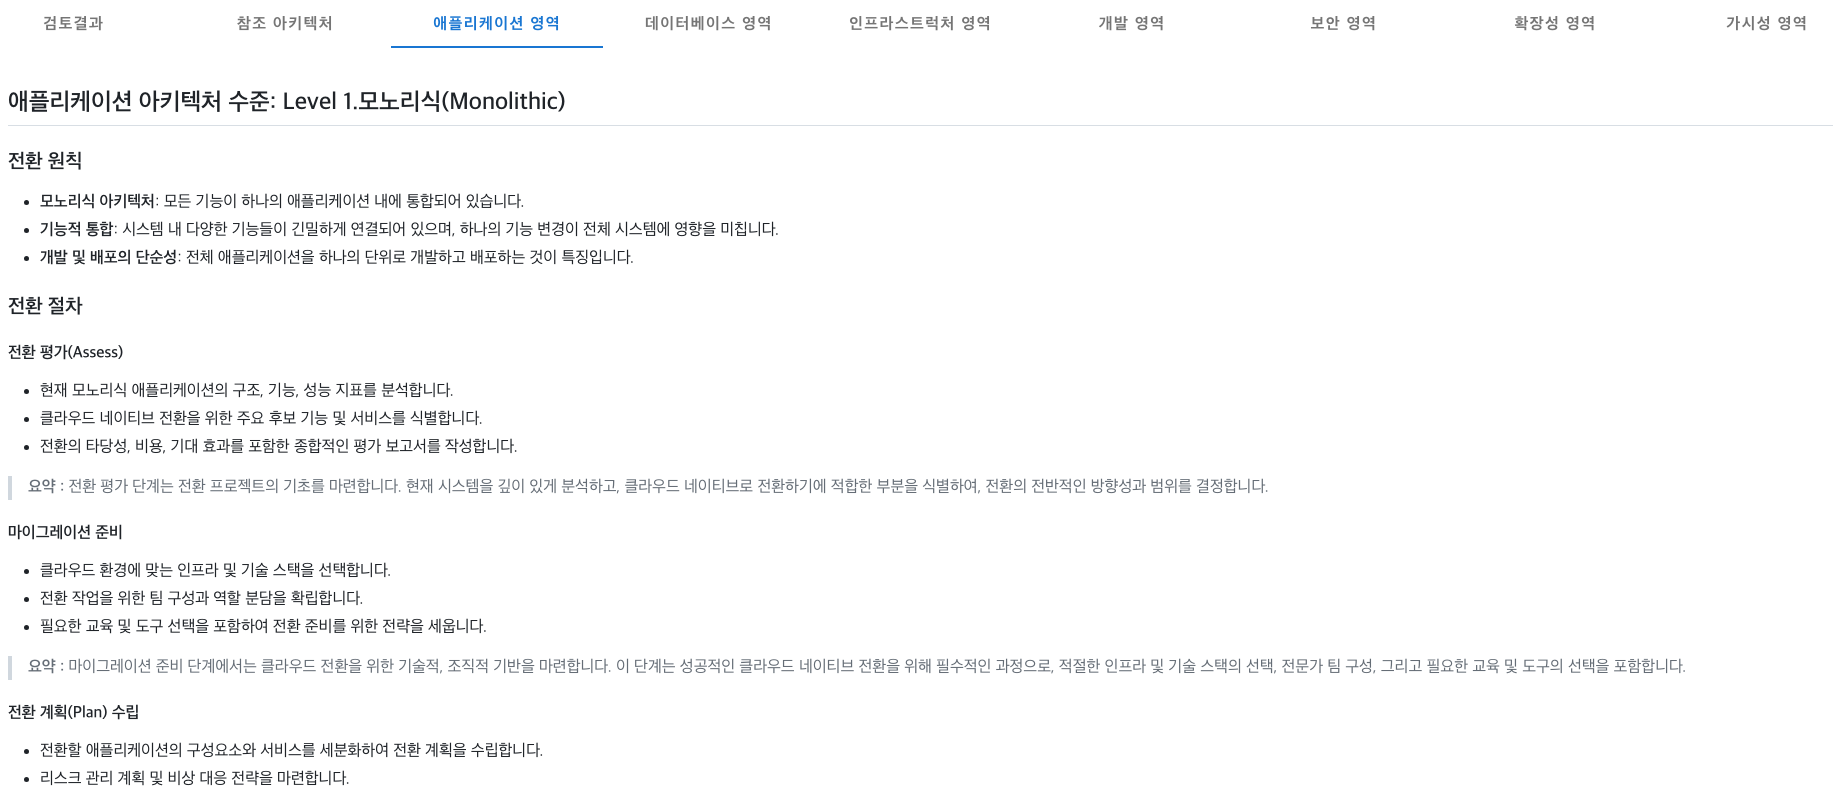 검토결과
참조 아키텍처
애플리케이션 영역
데이터베이스 영역
인프라스트럭처 영역
개발 영역
보안 영역
확장성 영역
가시성 영역
애플리케이션 아키텍처 수준: Level 1.모노리식(Monolithic)
전환 원칙
모노리식 아키텍처: 모든 기능이 하나의 애플리케이션 내에 통합되어 있습니다.
기능적 통합: 시스템 내 다양한 기능들이 긴밀하게 연결되어 있으며, 하나의 기능 변경이 전체 시스템에 영향을 미칩니다.
개발 및 배포의 단순성: 전체 애플리케이션을 하나의 단위로 개발하고 배포하는 것이 특징입니다.
전환 절차
전환 평가(Assess)
현재 모노리식 애플리케이션의 구조, 기능, 성능 지표를 분석합니다.
클라우드 네이티브 전환을 위한 주요 후보 기능 및 서비스를 식별합니다.
전환의 타당성, 비용, 기대 효과를 포함한 종합적인 평가 보고서를 작성합니다.
요약 : 전환 평가 단계는 전환 프로젝트의 기초를 마련합니다. 현재 시스템을 깊이 있게 분석하고, 클라우드 네이티브로 전환하기에 적합한 부분을 식별하여, 전환의 전반적인 방향성과 범위를 결정합니다.
마이그레이션 준비
클라우드 환경에 맞는 인프라 및 기술 스택을 선택합니다.
전환 작업을 위한 팀 구성과 역할 분담을 확립합니다.
필요한 교육 및 도구 선택을 포함하여 전환 준비를 위한 전략을 세웁니다.
요약 : 마이그레이션 준비 단계에서는 클라우드 전환을 위한 기술적, 조직적 기반을 마련합니다. 이 단계는 성공적인 클라우드 네이티브 전환을 위해 필수적인 과정으로, 적절한 인프라 및 기술 스택의 선택, 전문가 팀 구성, 그리고 필요한 교육 및 도구의 선택을 포함합니다.
전환 계획(Plan) 수립
전환할 애플리케이션의 구성요소와 서비스를 세분화하여 전환 계획을 수립합니다.
리스크 관리 계획 및 비상 대응 전략을 마련합니다.